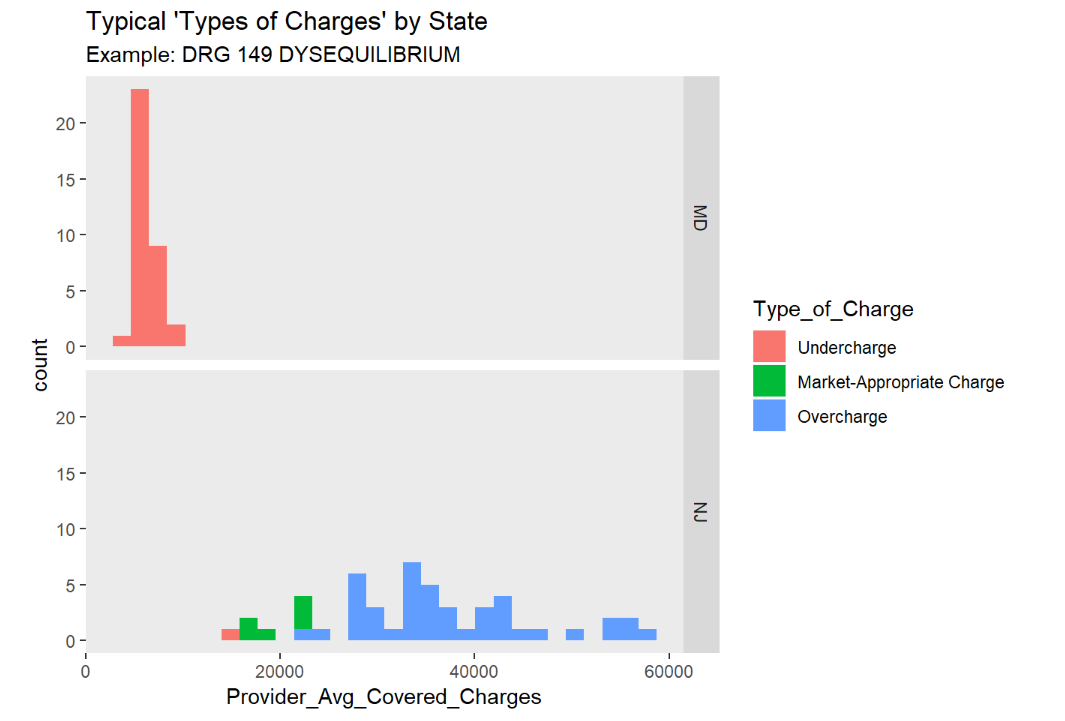 Typical 'Types of Charges' by State
Example: DRG 149 DYSEQUILIBRIUM
count
20
15
10
5
0
MD
20
15
10
5
0
NJ
0 20000 40000 60000
Provider_Avg_Covered_Charges
Type_of_Charge
Undercharge
Market-Appropriate Charge
Overcharge